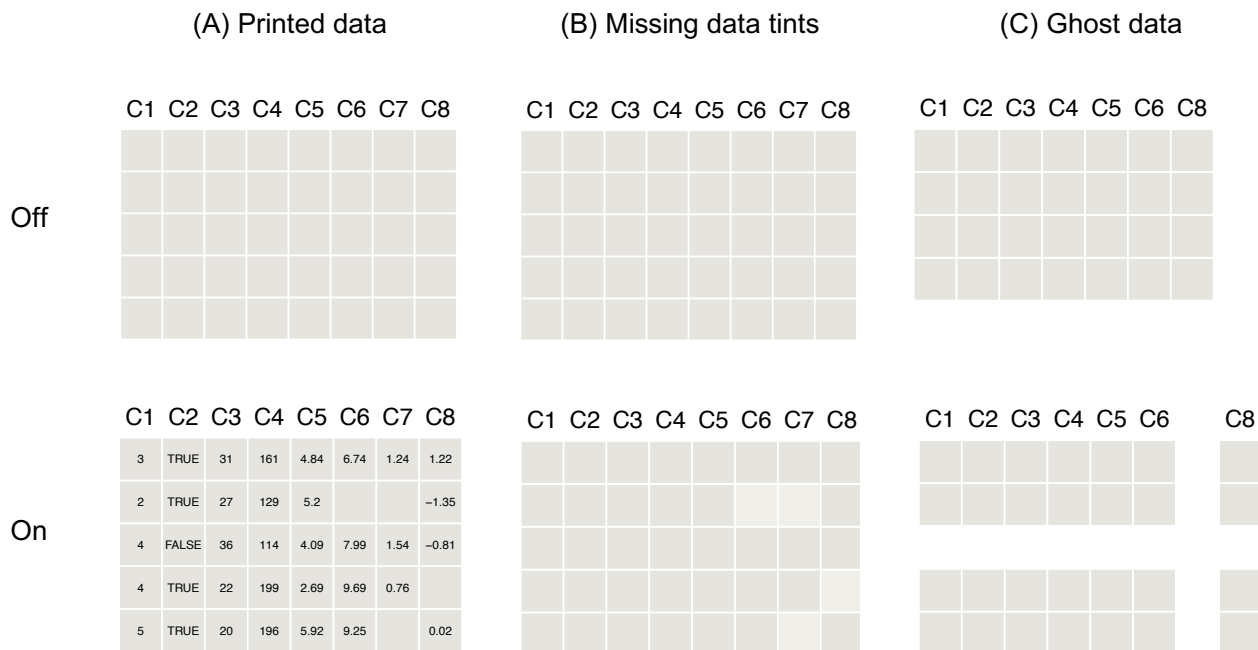 (A) Printed data (B) Missing data tints (C) Ghost data
C1 C2 C3 C4 C5 C6 C7 C8 C1 C2 C3 C4 C5 C6 C7 C8 C1 C2 C3 C4 C5 C6 C8
Off
C1 C2 C3 C4 C5 C6 C7 C8 C1 C2 C3 C4 C5 C6 C7 C8 C1 C2 C3 C4 C5 C6 C8
3 TRUE 31 161 4.84 6.74 1.24 1.22
2 TRUE 27 129 5.2 −1.35
On
4 FALSE 36 114 4.09 7.99 1.54 −0.81
4 TRUE 22 199 2.69 9.69 0.76
5 TRUE 20 196 5.92 9.25 0.02